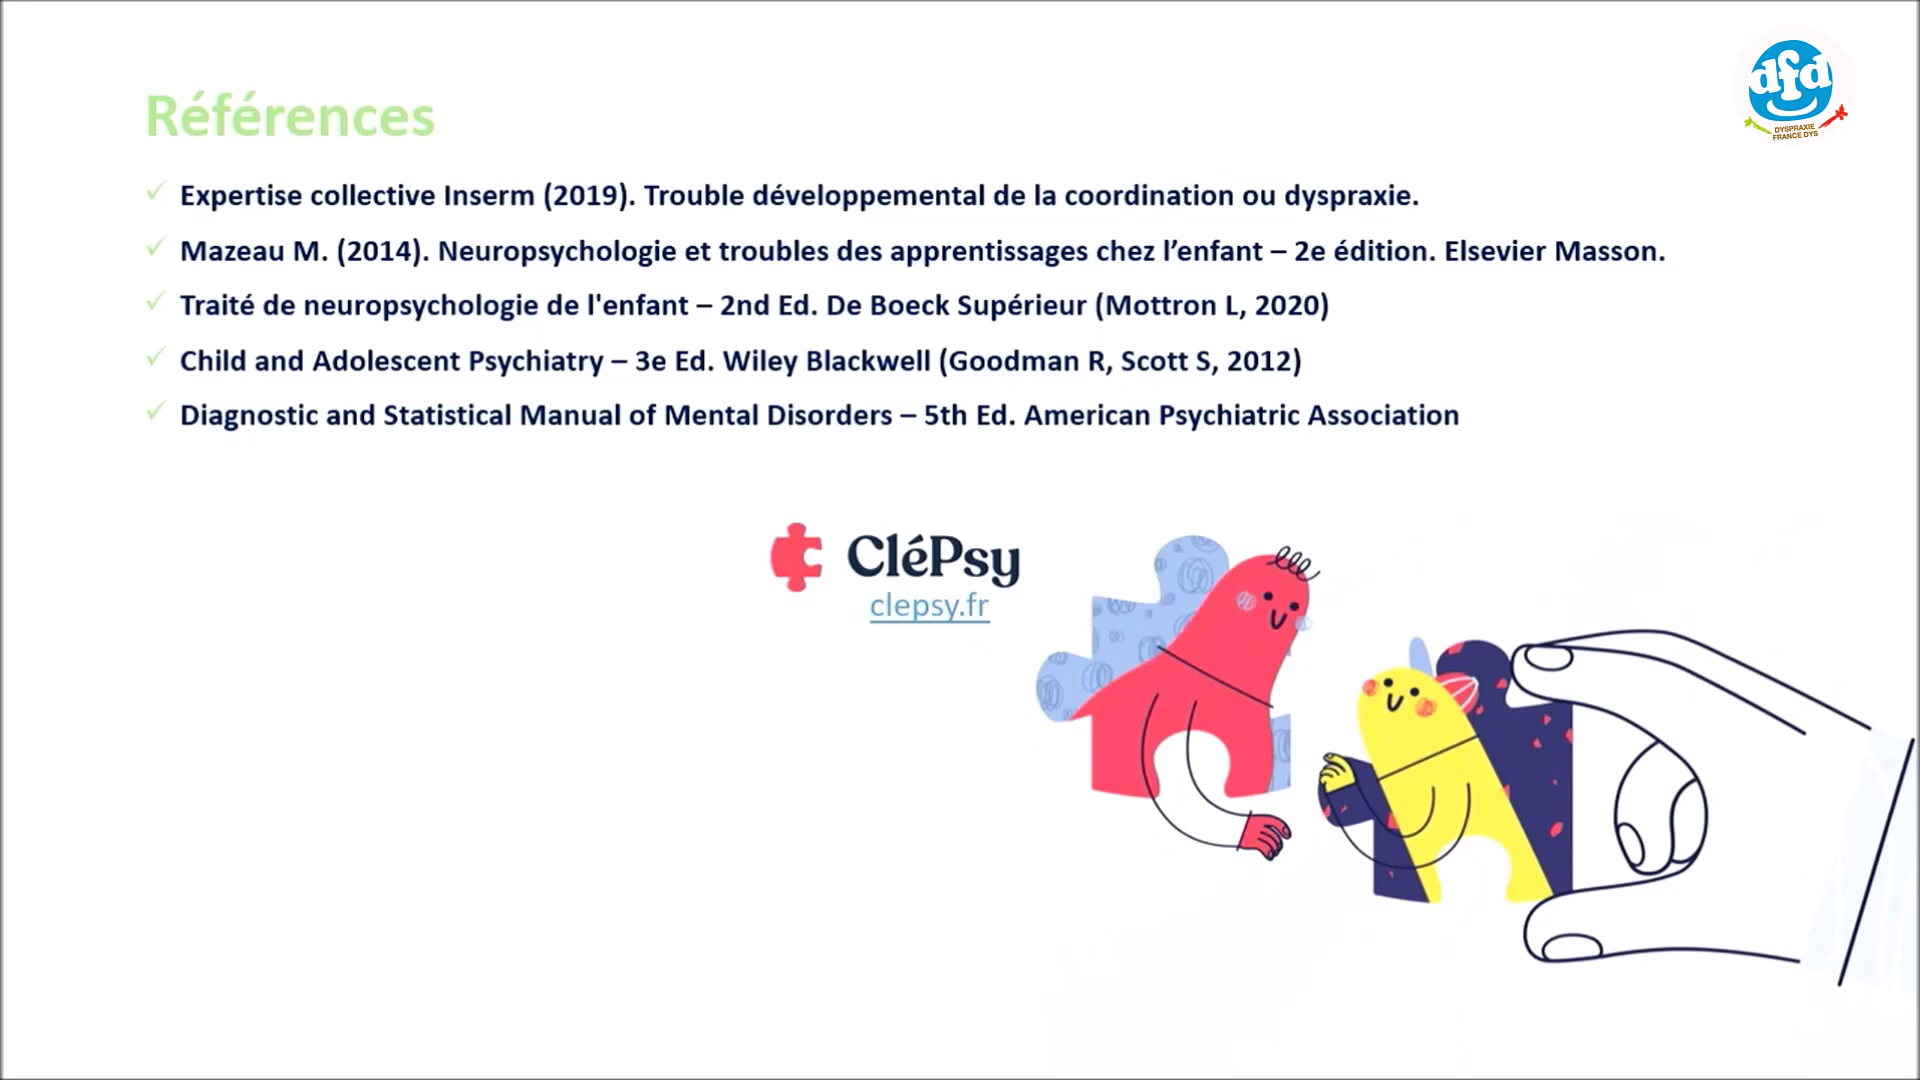 dfd
DYSPRAXIE
FRANCE DYS
Références
Expertise collective Inserm (2019). Trouble développemental de la coordination ou dyspraxie.
Mazeau M. (2014). Neuropsychologie et troubles des apprentissages chez l’enfant – 2e édition. Elsevier Masson.
Traité de neuropsychologie de l'enfant – 2nd Ed. De Boeck Supérieur (Mottron L, 2020)
Child and Adolescent Psychiatry – 3e Ed. Wiley Blackwell (Goodman R, Scott S, 2012)
Diagnostic and Statistical Manual of Mental Disorders – 5th Ed. American Psychiatric Association
CléPsy
clepsy.fr